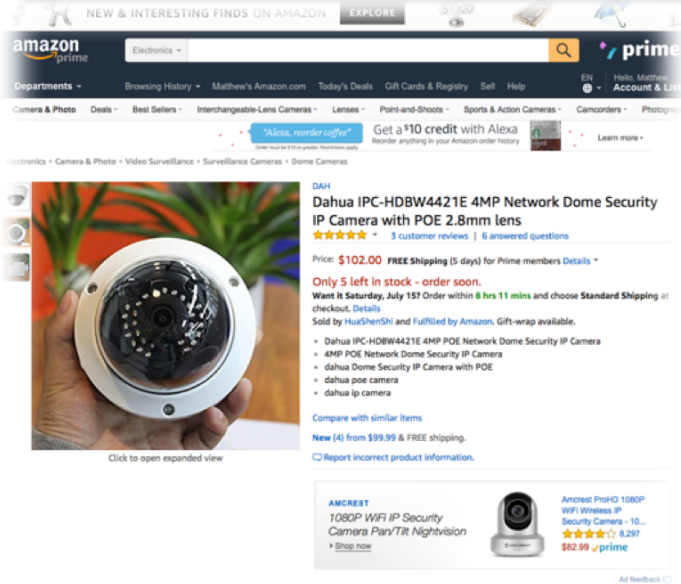 NEW & INTERESTING FINDS ON AMAZON EXPLORE
amazon
prime
Electronics
prime
Departments
Browsing History Matthew's Amazon.com Today's Deals Gift Cards & Registry Sell Help
EN
Hello, Matthew
Account & List
Camera & Photo Deals Best Sellers Interchangeable-Lens Cameras Lenses Point-and-Shoots Sports & Action Cameras Camcorders Photograp
"Alexa, reorder coffee"
Order must be $10 or greater. Restrictions apply.
Get a $10 credit with Alexa
Reorder anything in your Amazon order history
Learn more
Electronics › Camera & Photo › Video Surveillance › Surveillance Cameras › Dome Cameras
DAH
Dahua IPC-HDBW4421E 4MP Network Dome Security
IP Camera with POE 2.8mm lens
3 customer reviews | 6 answered questions
Price: $102.00 FREE Shipping (5 days) for Prime members Details
Only 5 left in stock - order soon.
Want it Saturday, July 15? Order within 8 hrs 11 mins and choose Standard Shipping at
checkout. Details
Sold by HuaShenShi and Fulfilled by Amazon. Gift-wrap available.
• Dahua IPC-HDBW4421E 4MP POE Network Dome Security IP Camera
• 4MP POE Network Dome Security IP Camera
• dahua Dome Security IP Camera with POE
• dahua poe camera
• dahua ip camera
Compare with similar items
New (4) from $99.99 & FREE shipping.
Report incorrect product information.
Click to open expanded view
AMCREST
1080P WiFi IP Security
Camera Pan/Tilt Nightvision
Shop now
Amcrest ProHD 1080P
WiFi Wireless IP
Security Camera - 10...
8,297
$82.99 prime
Ad feedback